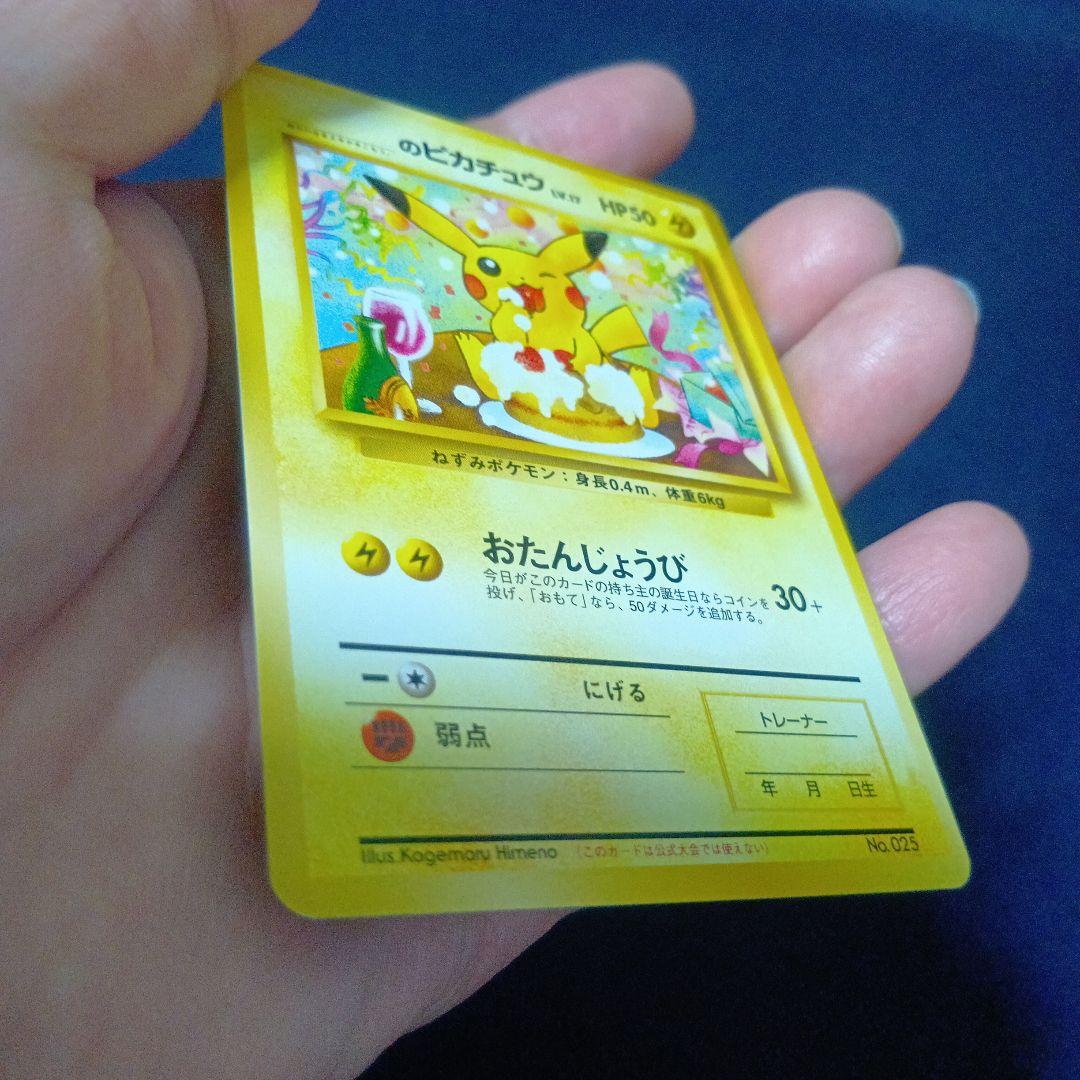 のピカチュウ LV.17 HP50
ねずみポケモン：身長0.4m、体重6kg
おたんじょうび
今日がこのカードの持ち主の誕生日ならコインを
投げ、「おもて」なら、50ダメージを追加する。
30+
にげる
弱点
トレーナー
年 月 日生
Illus. Kagemaru Himeno （このカードは公式大会では使えない） No.025